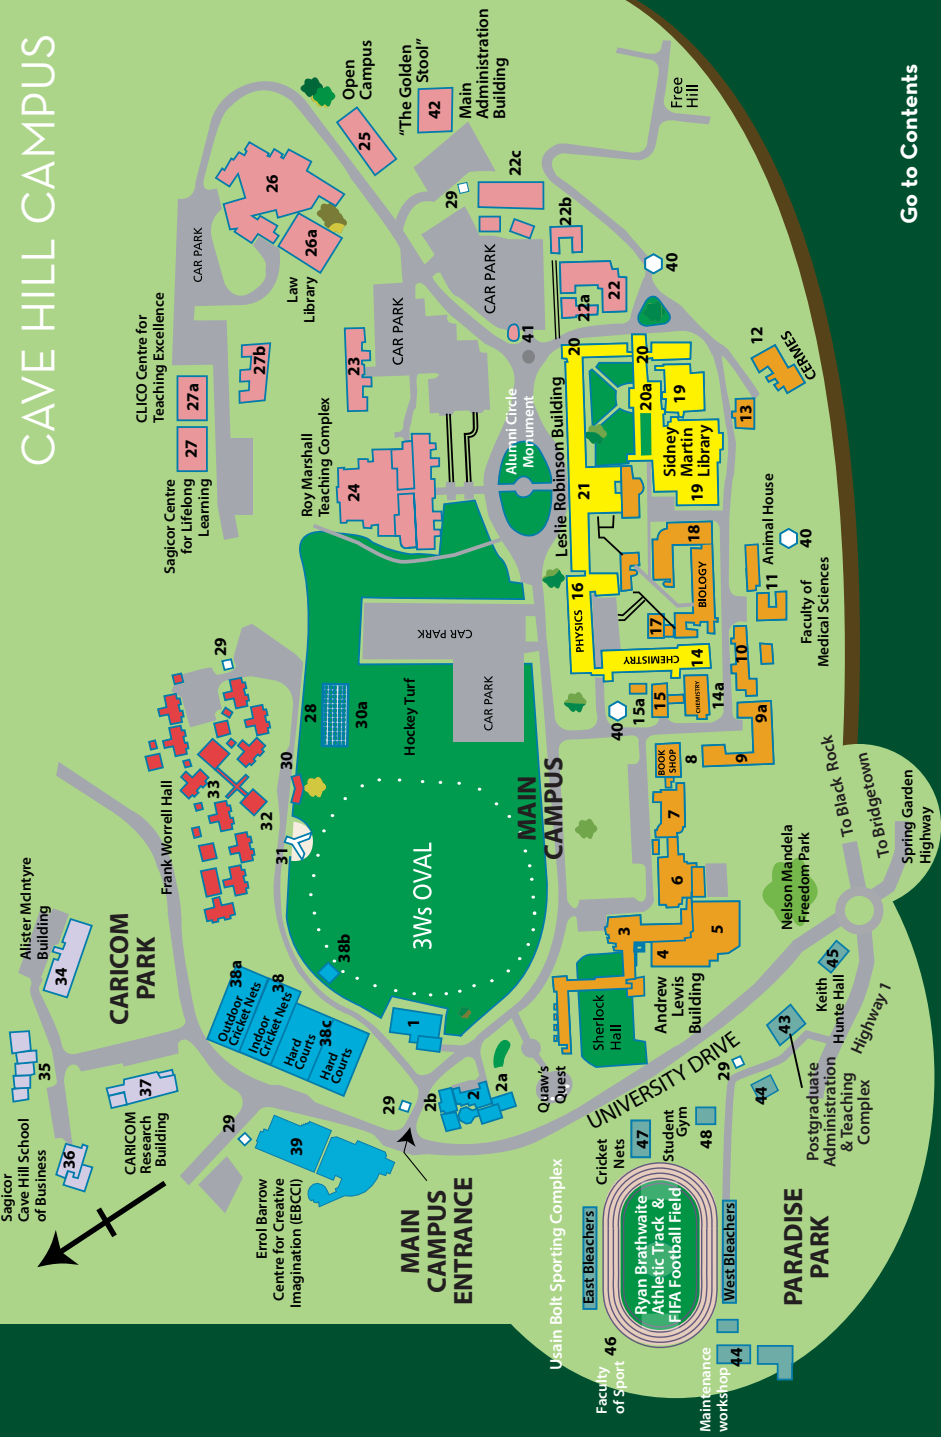 CAVE HILL CAMPUS
Go to Contents
Open
Campus
25
“The Golden
Stool”
42
Main
Administration
Building
26
26a
Law
Library
CAR PARK
29
22c
22b
CAR PARK
Free
Hill
40
22
22a
41
20
20
12
CERMES
CLICO Centre for
Teaching Excellence
27a
27
27b
Sagicor Centre
for Lifelong
Learning
23
CAR PARK
Roy Marshall
Teaching Complex
24
Alumni Circle
Monument
Leslie Robinson Building
21
20a
19
Sidney
Martin
Library
19
13
Animal House
40
11
Faculty of
Medical Sciences
18
BIOLOGY
17
16
PHYSICS
CHEMISTRY
14
10
CHEMISTRY
14a
15
15a
40
9a
9
8
BOOK
SHOP
7
6
5
4
3
Andrew
Lewis
Building
Sherlock
Hall
Quaw’s
Quest
CAR PARK
CAR PARK
Hockey Turf
28
30a
30
29
33
32
31
Frank Worrell Hall
3Ws OVAL
MAIN
CAMPUS
38b
Alister McIntyre
Building
34
CARICOM
PARK
35
37
CARICOM
Research
Building
36
Sagicor
Cave Hill School
of Business
38a
Outdoor
Cricket Nets
38
Indoor
Cricket Nets
38c
Hard
Courts
Hard
Courts
1
29
39
Errol Barrow
Centre for Creative
Imagination (EBCCI)
29
2b
2
2a
MAIN
CAMPUS
ENTRANCE
UNIVERSITY DRIVE
Nelson Mandela
Freedom Park
To Black Rock
To Bridgetown
Spring Garden
Highway
Highway 1
45
Keith
Hunte Hall
43
29
44
Postgraduate
Administration
& Teaching
Complex
Cricket
Nets
47
Student
Gym
48
Usain Bolt Sporting Complex
East Bleachers
Ryan Brathwaite
Athletic Track &
FIFA Football Field
West Bleachers
PARADISE
PARK
Faculty
of Sport
46
Maintenance
workshop
44